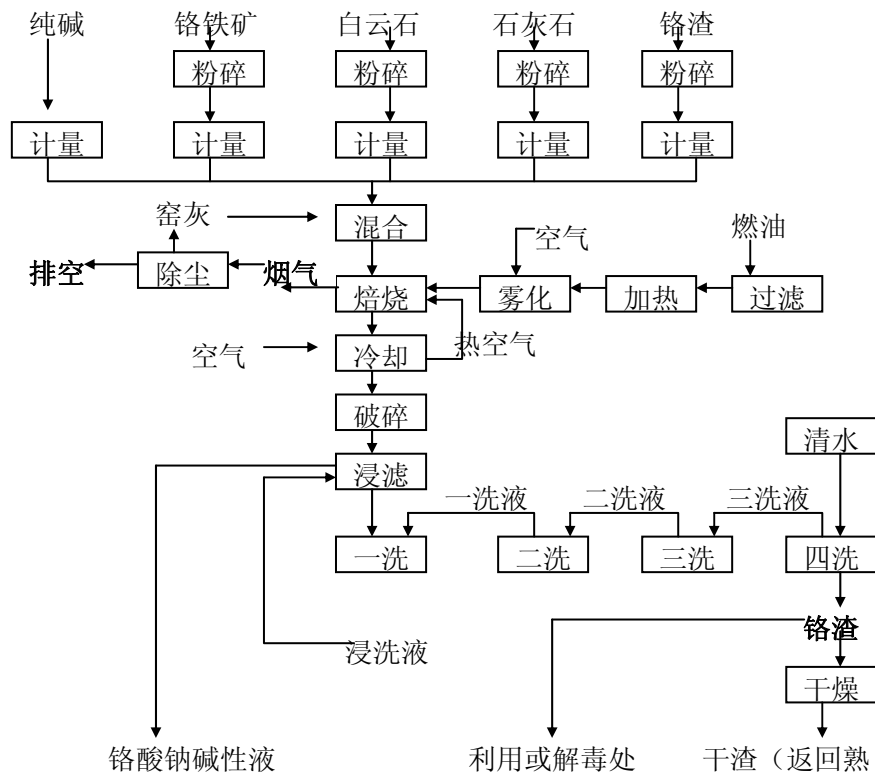 纯碱 铬铁矿 白云石 石灰石 铬渣
粉碎 粉碎 粉碎 粉碎
计量 计量 计量 计量 计量
窑灰 混合 空气 燃油
排空 除尘 烟气 焙烧 雾化 加热 过滤
空气 冷却 热空气
破碎 清水
浸滤
一洗液 二洗液 三洗液
一洗 二洗 三洗 四洗
铬渣
浸洗液
干燥
铬酸钠碱性液 利用或解毒处 干渣（返回熟